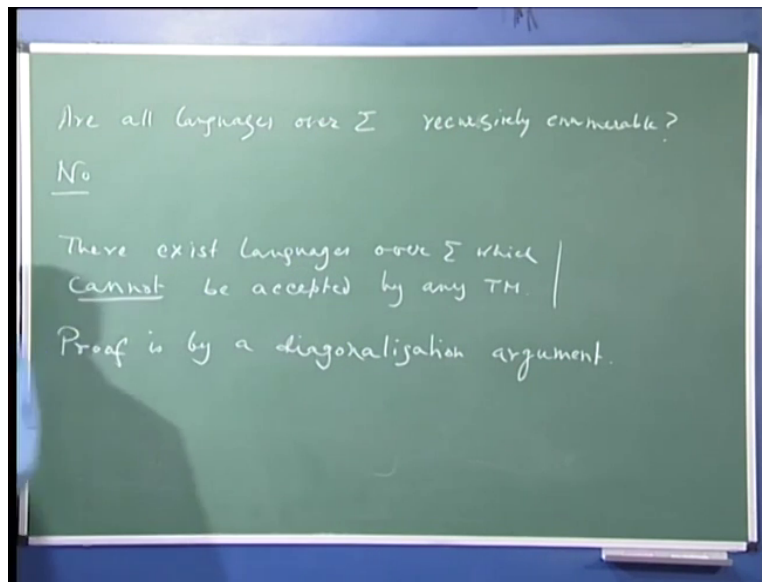 Are all languages over Σ recursively enumerable?
No
There exist languages over Σ which
cannot be accepted by any TM.
Proof is by a diagonalisation argument.